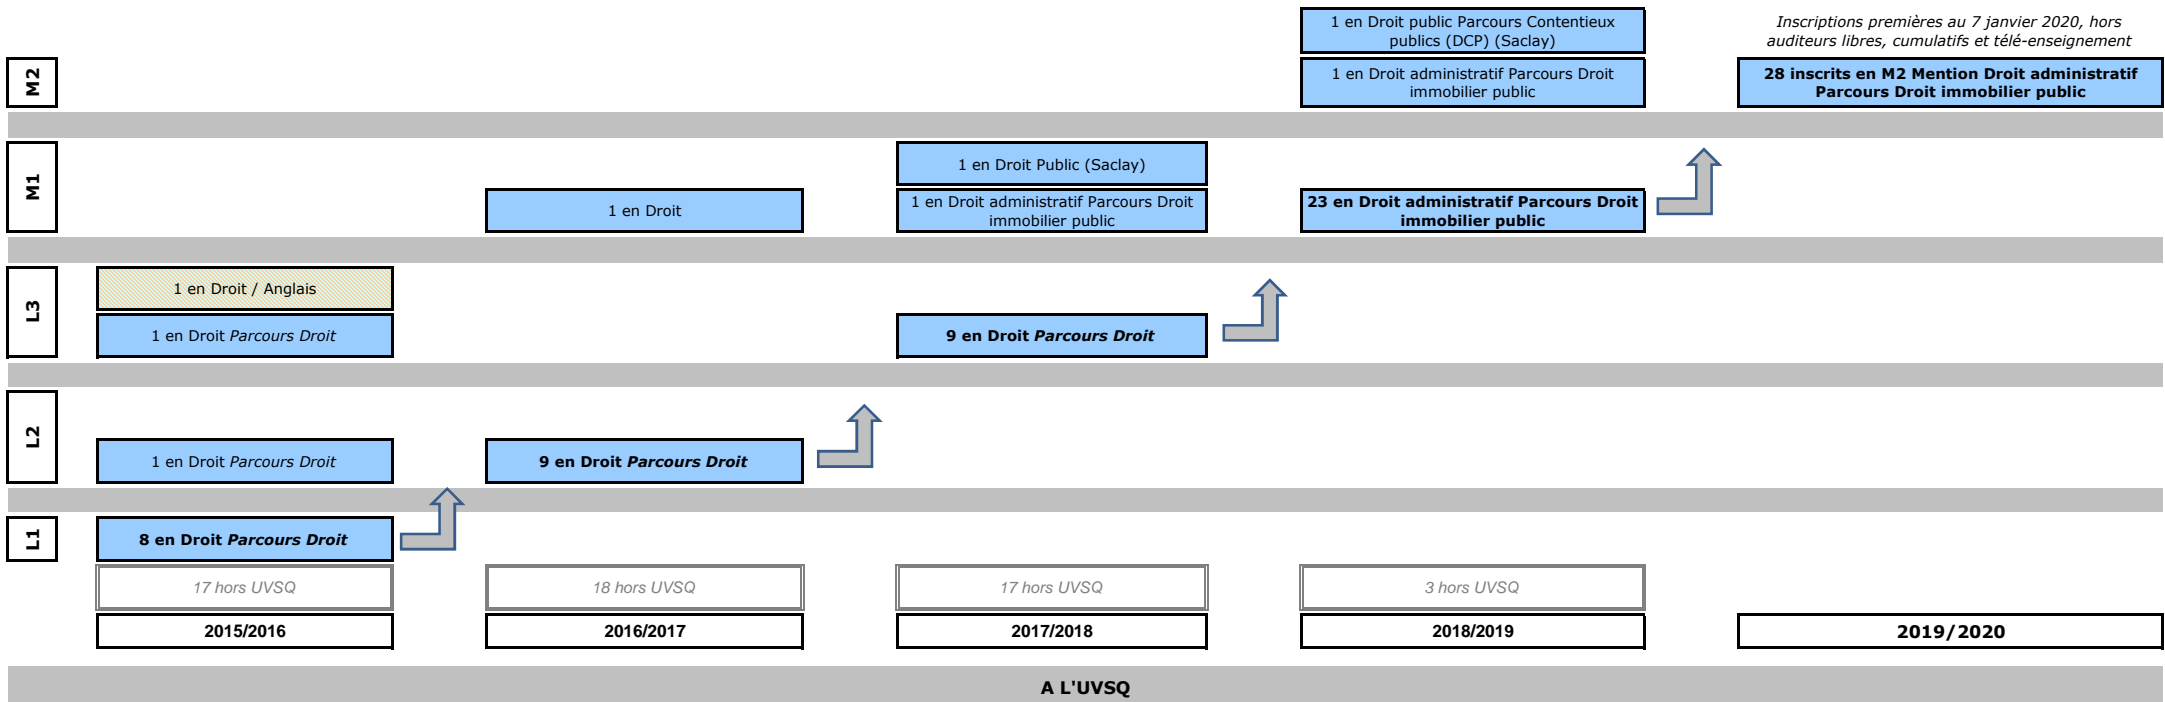 1 en Droit public Parcours Contentieux
publics (DCP) (Saclay)
Inscriptions premières au 7 janvier 2020, hors
auditeurs libres, cumulatifs et télé-enseignement
M2
1 en Droit administratif Parcours Droit
immobilier public
28 inscrits en M2 Mention Droit administratif
Parcours Droit immobilier public
M1
1 en Droit Public (Saclay)
1 en Droit
1 en Droit administratif Parcours Droit
immobilier public
23 en Droit administratif Parcours Droit
immobilier public
L3
1 en Droit / Anglais
1 en Droit Parcours Droit
9 en Droit Parcours Droit
L2
1 en Droit Parcours Droit
9 en Droit Parcours Droit
L1
8 en Droit Parcours Droit
17 hors UVSQ
18 hors UVSQ
17 hors UVSQ
3 hors UVSQ
2015/2016
2016/2017
2017/2018
2018/2019
2019/2020
A L'UVSQ